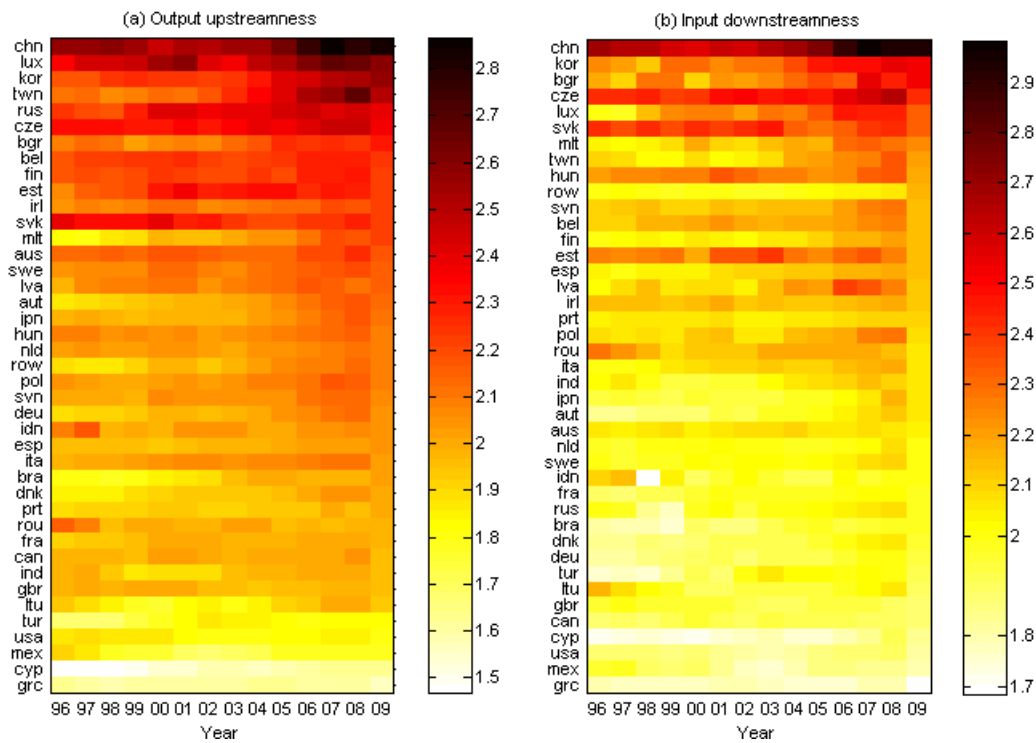 (a) Output upstreamness
chn
lux
kor
twn
rus
cze
bgr
bel
fin
est
irl
svk
mlt
aus
swe
lva
aut
jpn
hun
nld
row
pol
svn
deu
idn
esp
ita
bra
dnk
prt
rou
fra
can
ind
gbr
ltu
tur
usa
mex
cyp
grc
96 97 98 99 00 01 02 03 04 05 06 07 08 09
Year
2.8
2.7
2.6
2.5
2.4
2.3
2.2
2.1
2
1.9
1.8
1.7
1.6
1.5
(b) Input downstreamness
chn
kor
bgr
cze
lux
svk
mlt
twn
hun
row
svn
bel
fin
est
esp
lva
irl
prt
pol
rou
ita
ind
jpn
aut
aus
nld
swe
idn
fra
rus
bra
dnk
deu
tur
ltu
gbr
can
cyp
usa
mex
grc
96 97 98 99 00 01 02 03 04 05 06 07 08 09
Year
2.9
2.8
2.7
2.6
2.5
2.4
2.3
2.2
2.1
2
1.9
1.8
1.7